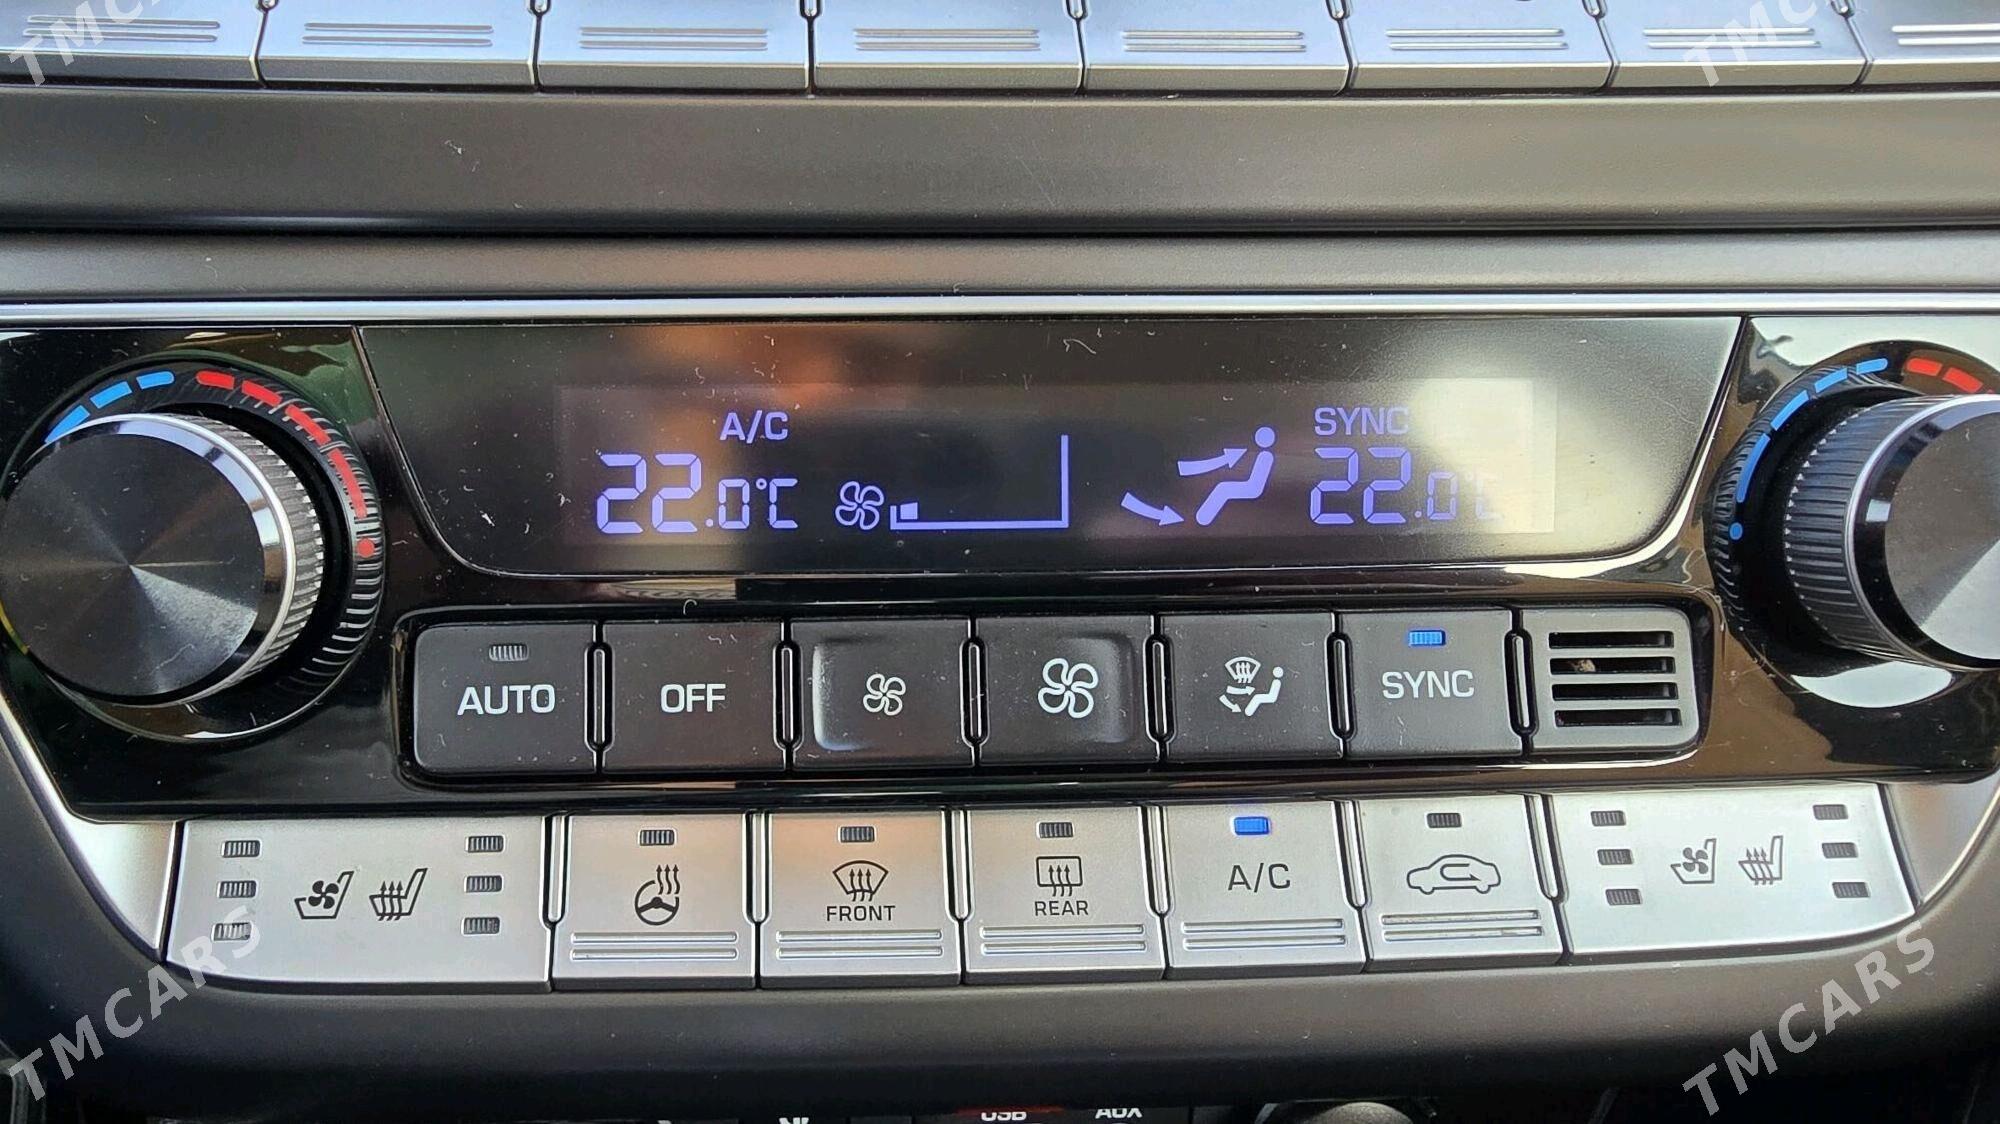 TMCARS
TMCARS
A/C
SYNC
22.0°C
22.0°C
AUTO
OFF
SYNC
FRONT
REAR
A/C
TMCARS
TMCARS
USB
AUX